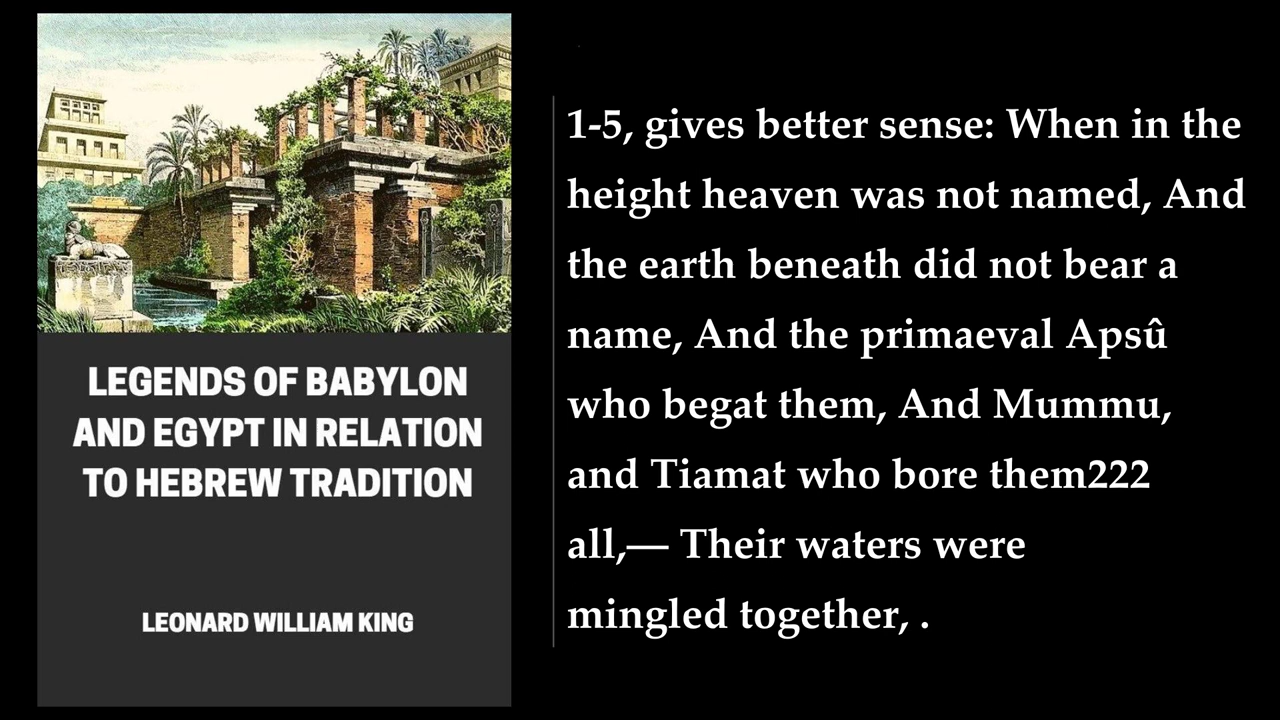 LEGENDS OF BABYLON
AND EGYPT IN RELATION
TO HEBREW TRADITION
LEONARD WILLIAM KING
1-5, gives better sense: When in the
height heaven was not named, And
the earth beneath did not bear a
name, And the primaeval Apsû
who begat them, And Mummu,
and Tiamat who bore them222
all,— Their waters were
mingled together, .